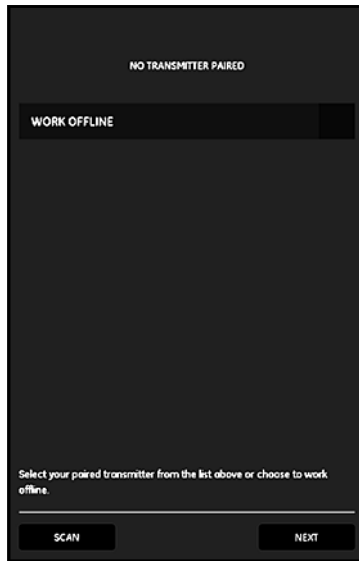 NO TRANSMITTER PAIRED
WORK OFFLINE
Select your paired transmitter from the list above or choose to work
offline.
SCAN
NEXT